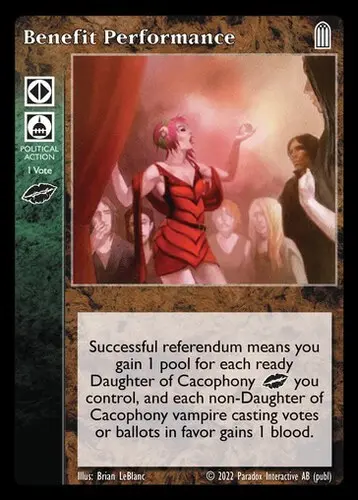 Benefit Performance
POLITICAL
ACTION
1 Vote
Successful referendum means you
gain 1 pool for each ready
Daughter of Cacophony you
control, and each non-Daughter of
Cacophony vampire casting votes
or ballots in favor gains 1 blood.
Illus: Brian LeBlanc © 2022 Paradox Interactive AB (publ)